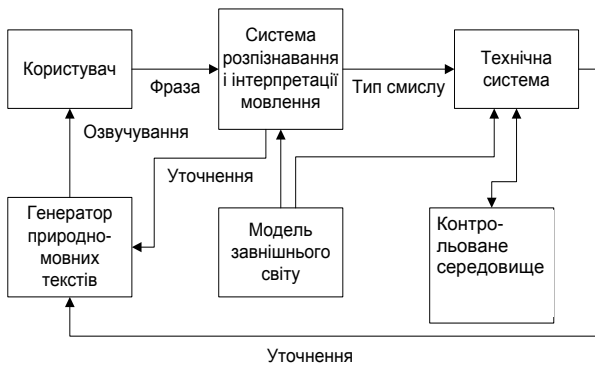 Користувач
Фраза
Система
розпізнавання
і інтерпретації
мовлення
Тип смислу
Технічна
система
Озвучування
Уточнення
Генератор
природно-
мовних
текстів
Модель
завнішнього
світу
Контро-
льоване
середовище
Уточнення